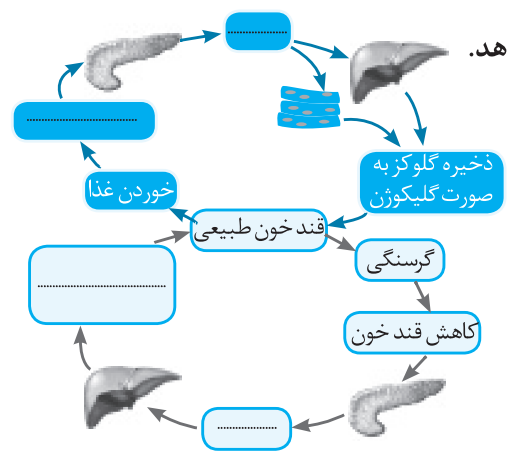 هد.
....................
ذخیره گلوکز به
صورت گلیکوژن
.....................................
خوردن غذا
قند خون طبیعی
گرسنگی
...........................................
کاهش قند خون
....................